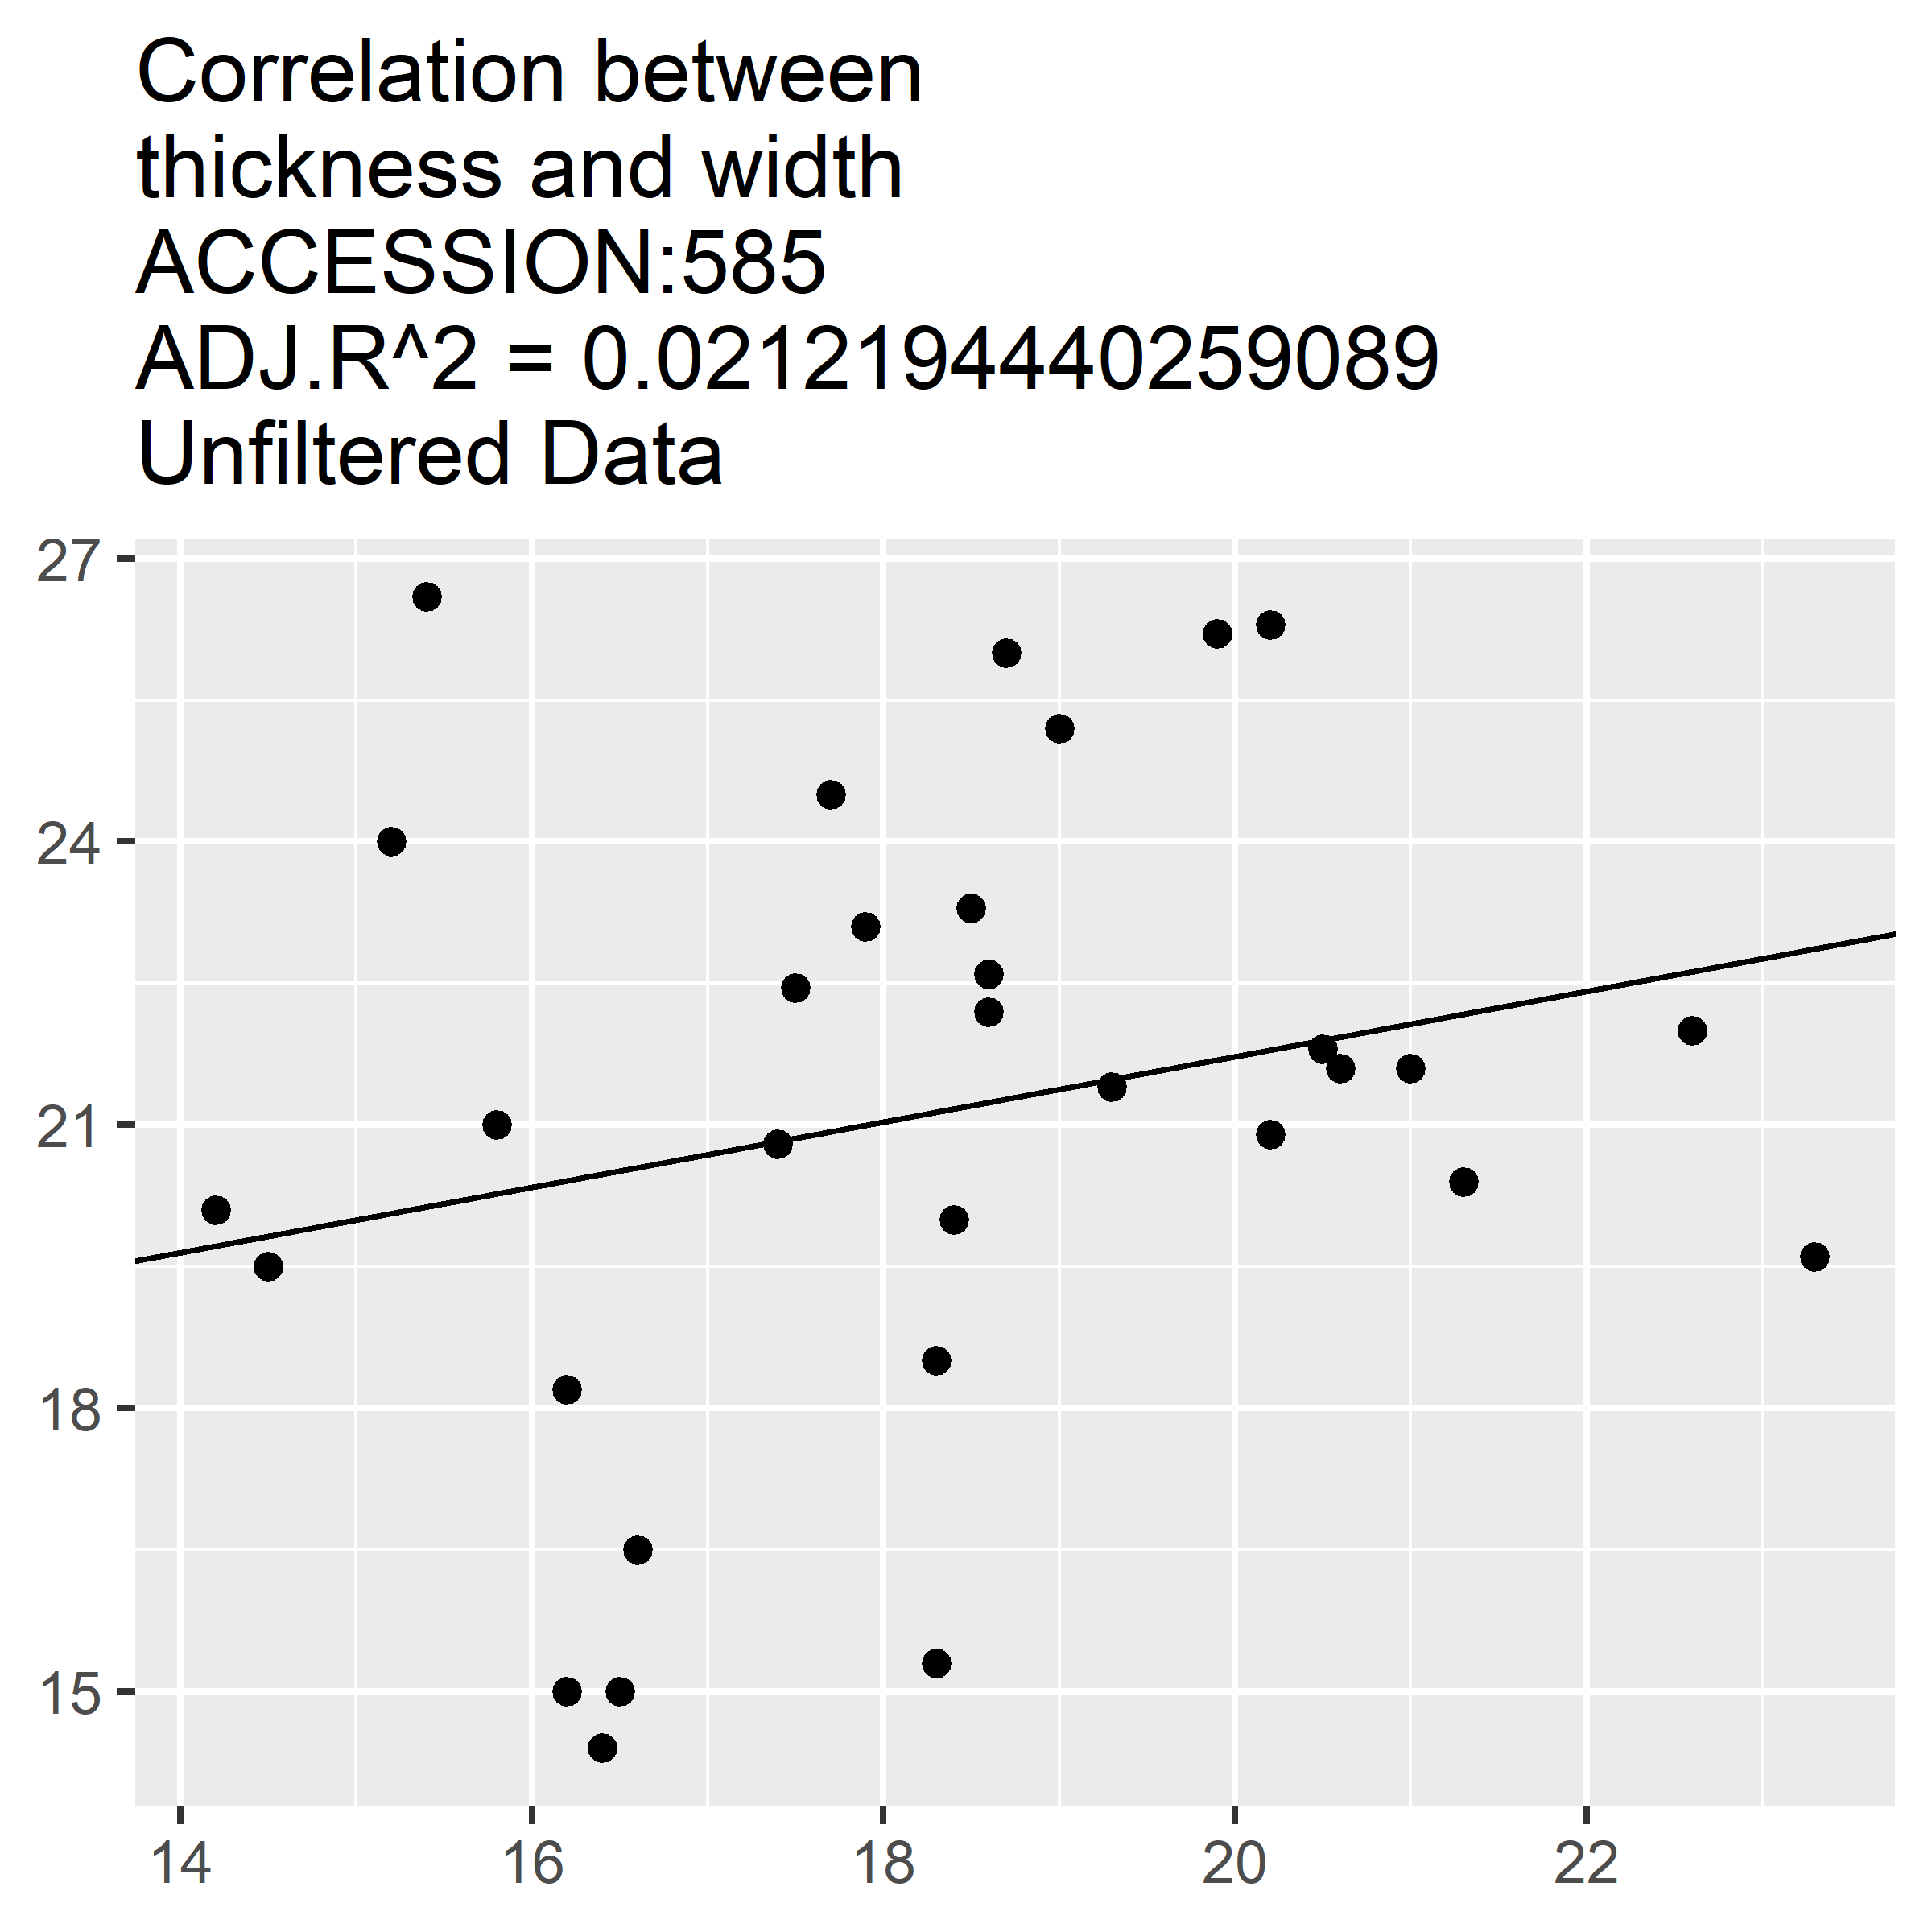 Correlation between
thickness and width
ACCESSION:585
ADJ.R^2 = 0.0212194440259089
Unfiltered Data
27
24
21
18
15
14 16 18 20 22